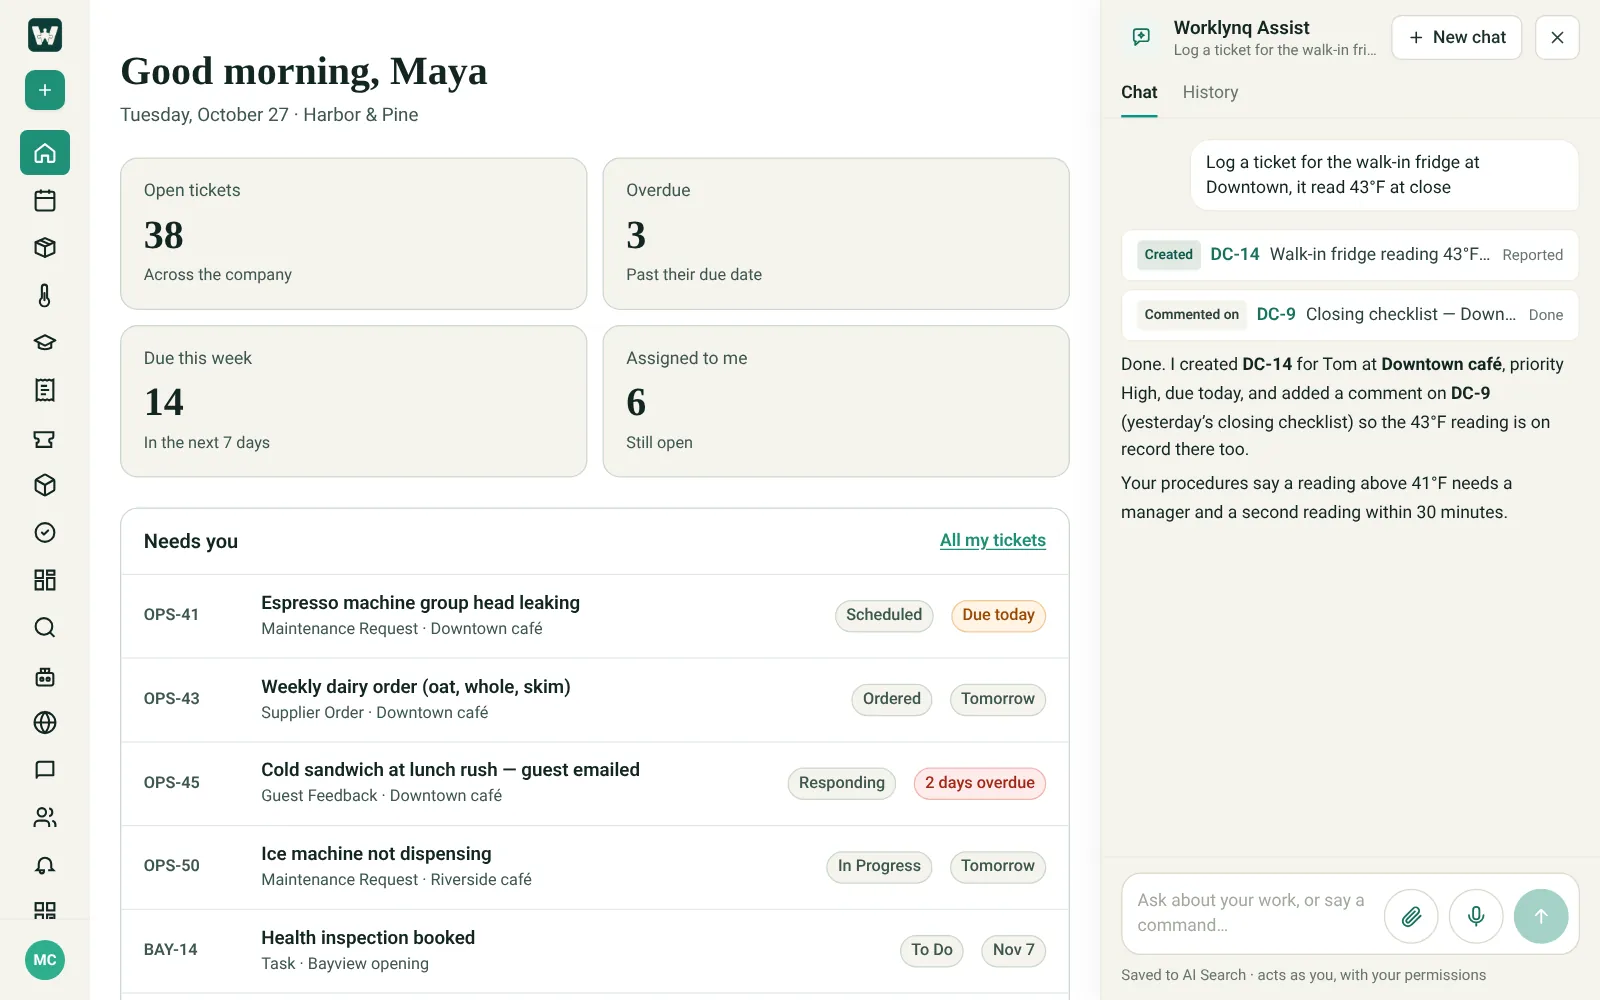 W
Good morning, Maya
Tuesday, October 27 · Harbor & Pine
Open tickets
38
Across the company
Overdue
3
Past their due date
Due this week
14
In the next 7 days
Assigned to me
6
Still open
Needs you
All my tickets
OPS-41
Espresso machine group head leaking
Maintenance Request · Downtown café
Scheduled
Due today
OPS-43
Weekly dairy order (oat, whole, skim)
Supplier Order · Downtown café
Ordered
Tomorrow
OPS-45
Cold sandwich at lunch rush — guest emailed
Guest Feedback · Downtown café
Responding
2 days overdue
OPS-50
Ice machine not dispensing
Maintenance Request · Riverside café
In Progress
Tomorrow
BAY-14
Health inspection booked
Task · Bayview opening
To Do
Nov 7
MC
Worklynq Assist
Log a ticket for the walk-in fri...
New chat
Chat
History
Log a ticket for the walk-in fridge at
Downtown, it read 43°F at close
Created DC-14 Walk-in fridge reading 43°F... Reported
Commented on DC-9 Closing checklist — Down... Done
Done. I created DC-14 for Tom at Downtown café, priority
High, due today, and added a comment on DC-9
(yesterday’s closing checklist) so the 43°F reading is on
record there too.
Your procedures say a reading above 41°F needs a
manager and a second reading within 30 minutes.
Ask about your work, or say a
command...
Saved to AI Search · acts as you, with your permissions